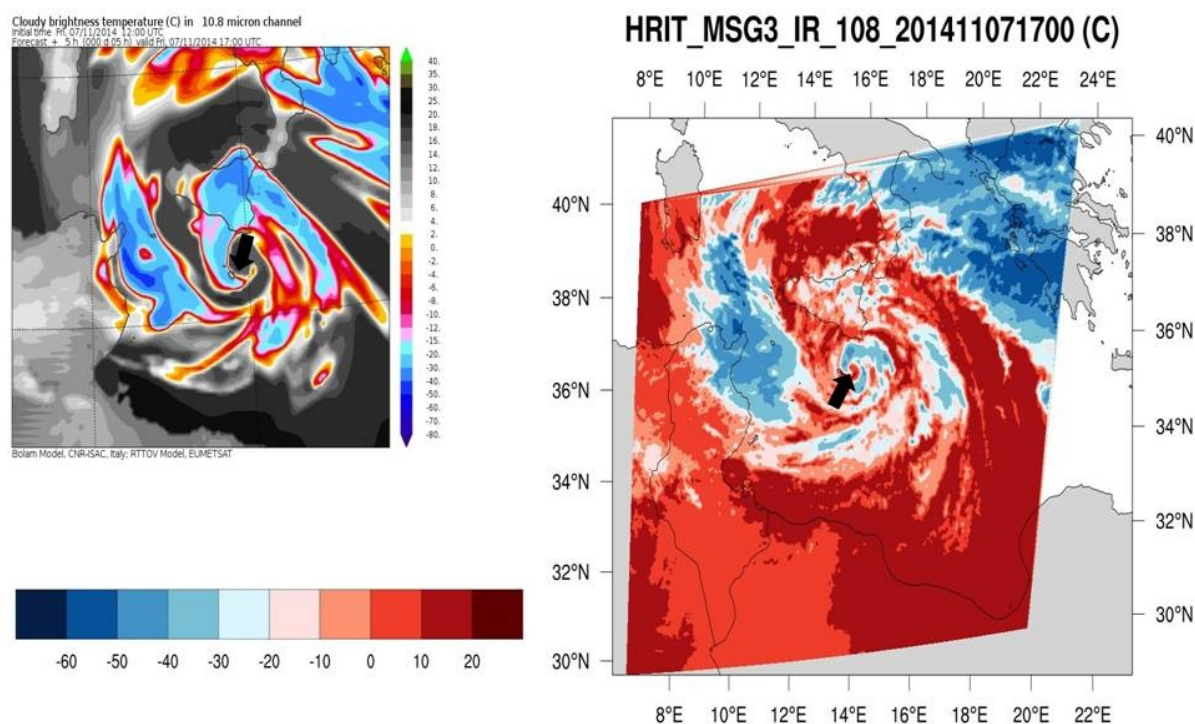 Cloudy brightness temperature (C) in 10.8 micron channel
Initial time Fri, 07/11/2014 12:00 UTC
Forecast + 5 h (000 d 05 h) valid Fri, 07/11/2014 17:00 UTC
40.
35.
30.
25.
20.
18.
16.
14.
12.
10.
8.
6.
4.
2.
0.
-2.
-4.
-6.
-8.
-10.
-12.
-15.
-20.
-30.
-40.
-50.
-60.
-70.
-80.
Bolam Model, CNR-ISAC, Italy; RTTOV Model, EUMETSAT
-60 -50 -40 -30 -20 -10 0 10 20
HRIT_MSG3_IR_108_201411071700 (C)
8°E 10°E 12°E 14°E 16°E 18°E 20°E 22°E 24°E
40°N
38°N
36°N
34°N
32°N
30°N
40°N
38°N
36°N
34°N
32°N
30°N
8°E 10°E 12°E 14°E 16°E 18°E 20°E 22°E